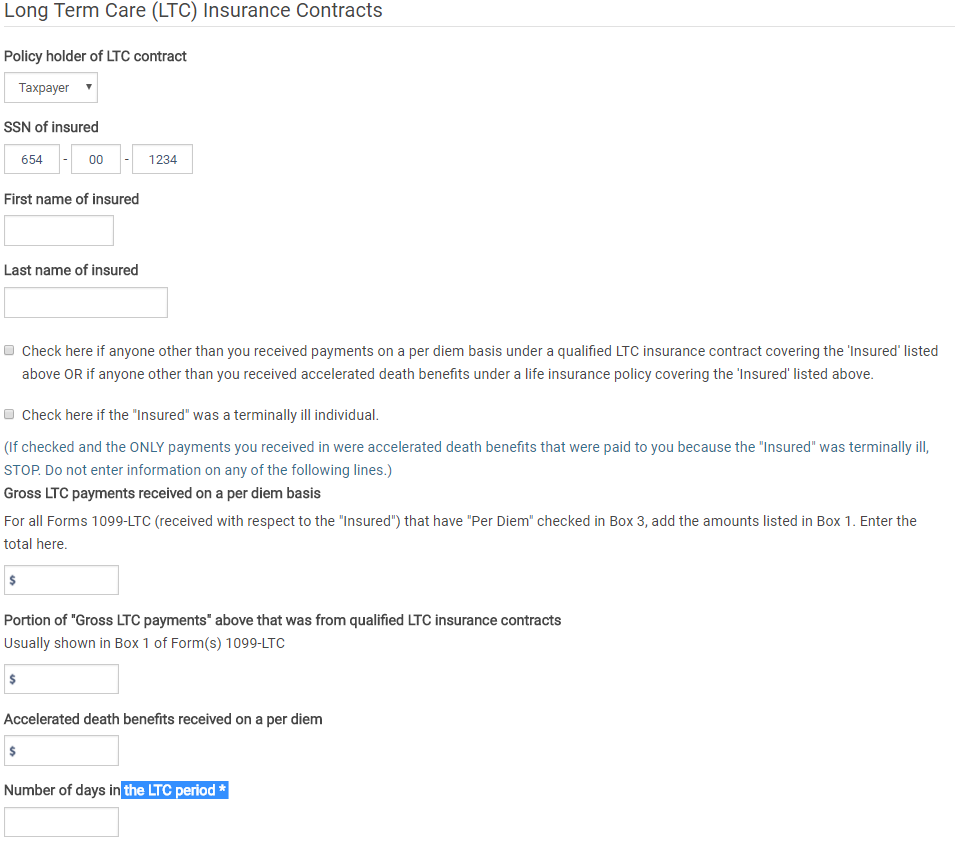 Long Term Care (LTC) Insurance Contracts
Policy holder of LTC contract
Taxpayer
SSN of insured
654 - 00 - 1234
First name of insured
Last name of insured
Check here if anyone other than you received payments on a per diem basis under a qualified LTC insurance contract covering the 'Insured' listed
above OR if anyone other than you received accelerated death benefits under a life insurance policy covering the 'Insured' listed above.
Check here if the "Insured" was a terminally ill individual.
(If checked and the ONLY payments you received in were accelerated death benefits that were paid to you because the "Insured" was terminally ill,
STOP. Do not enter information on any of the following lines.)
Gross LTC payments received on a per diem basis
For all Forms 1099-LTC (received with respect to the "Insured") that have "Per Diem" checked in Box 3, add the amounts listed in Box 1. Enter the
total here.
$
Portion of "Gross LTC payments" above that was from qualified LTC insurance contracts
Usually shown in Box 1 of Form(s) 1099-LTC
$
Accelerated death benefits received on a per diem
$
Number of days in the LTC period *